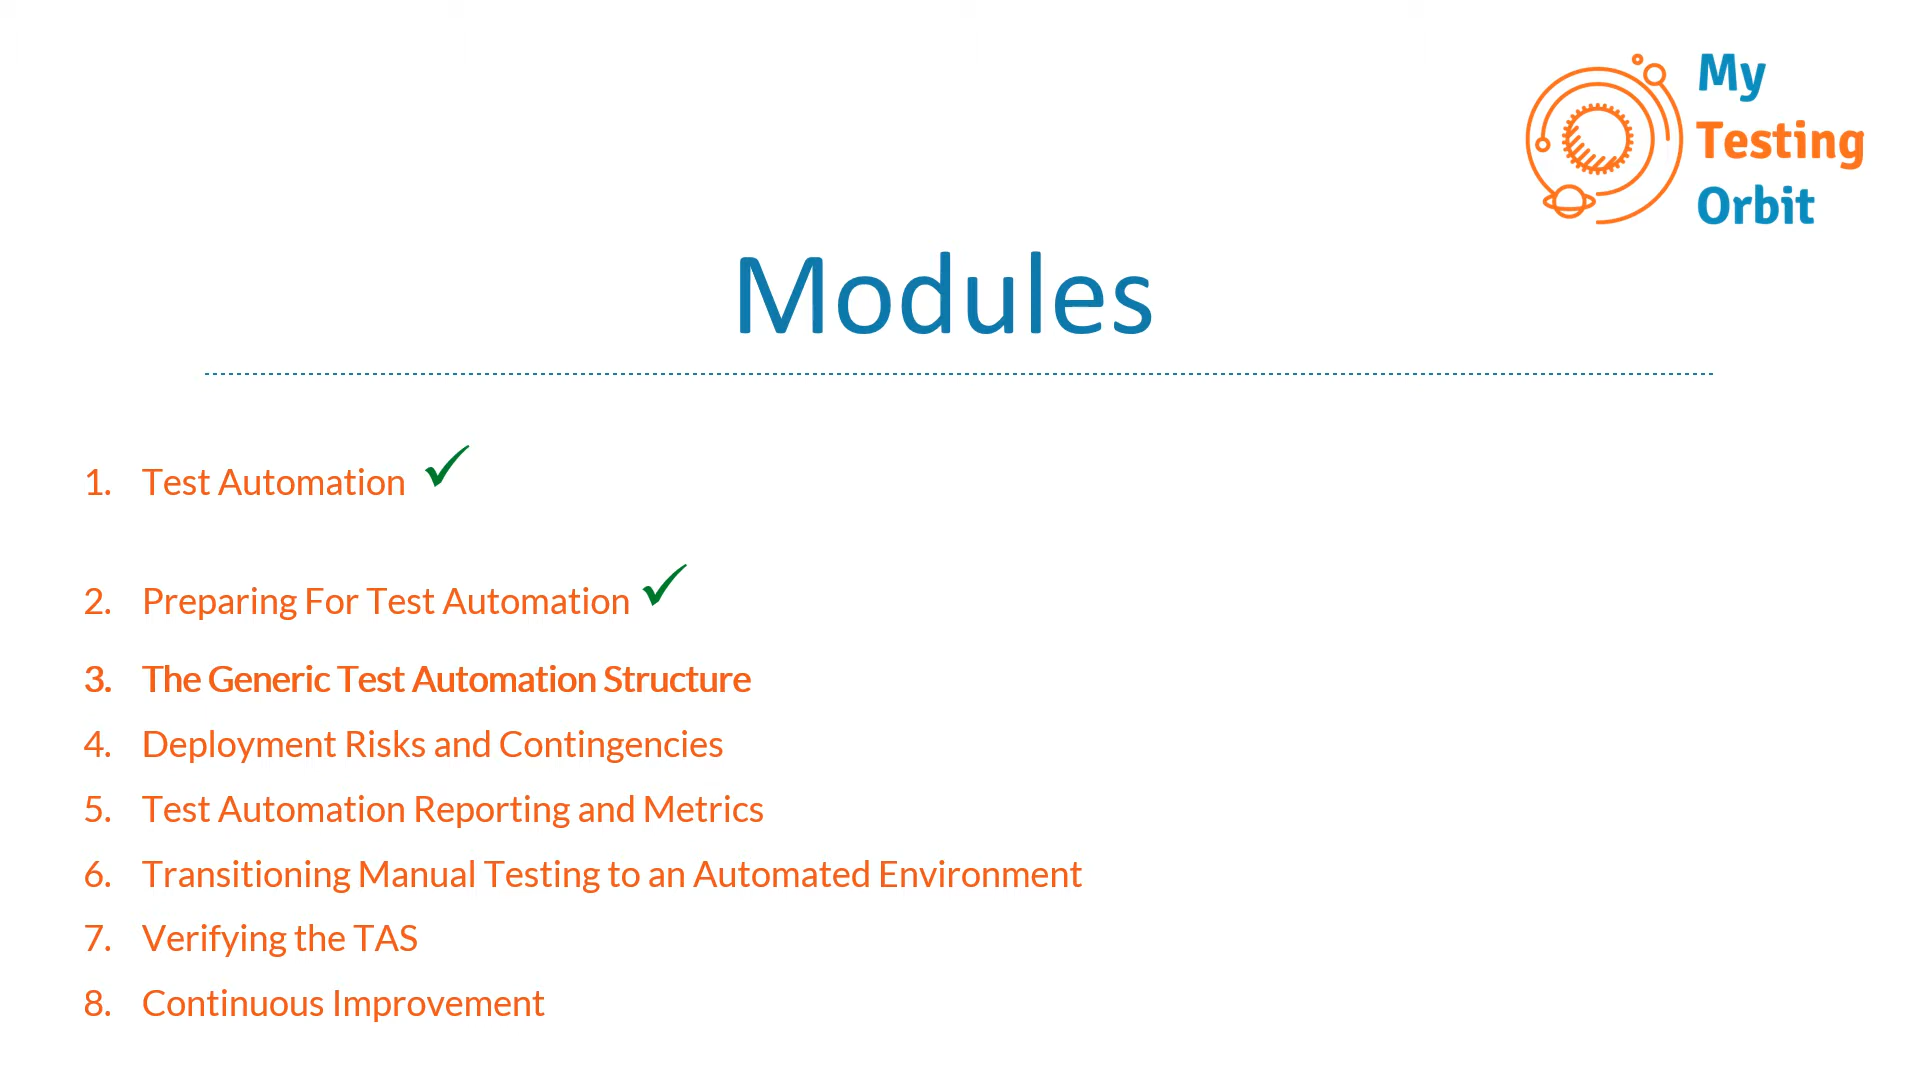 My
Testing
Orbit
Modules
1. Test Automation ✓
2. Preparing For Test Automation ✓
3. The Generic Test Automation Structure
4. Deployment Risks and Contingencies
5. Test Automation Reporting and Metrics
6. Transitioning Manual Testing to an Automated Environment
7. Verifying the TAS
8. Continuous Improvement